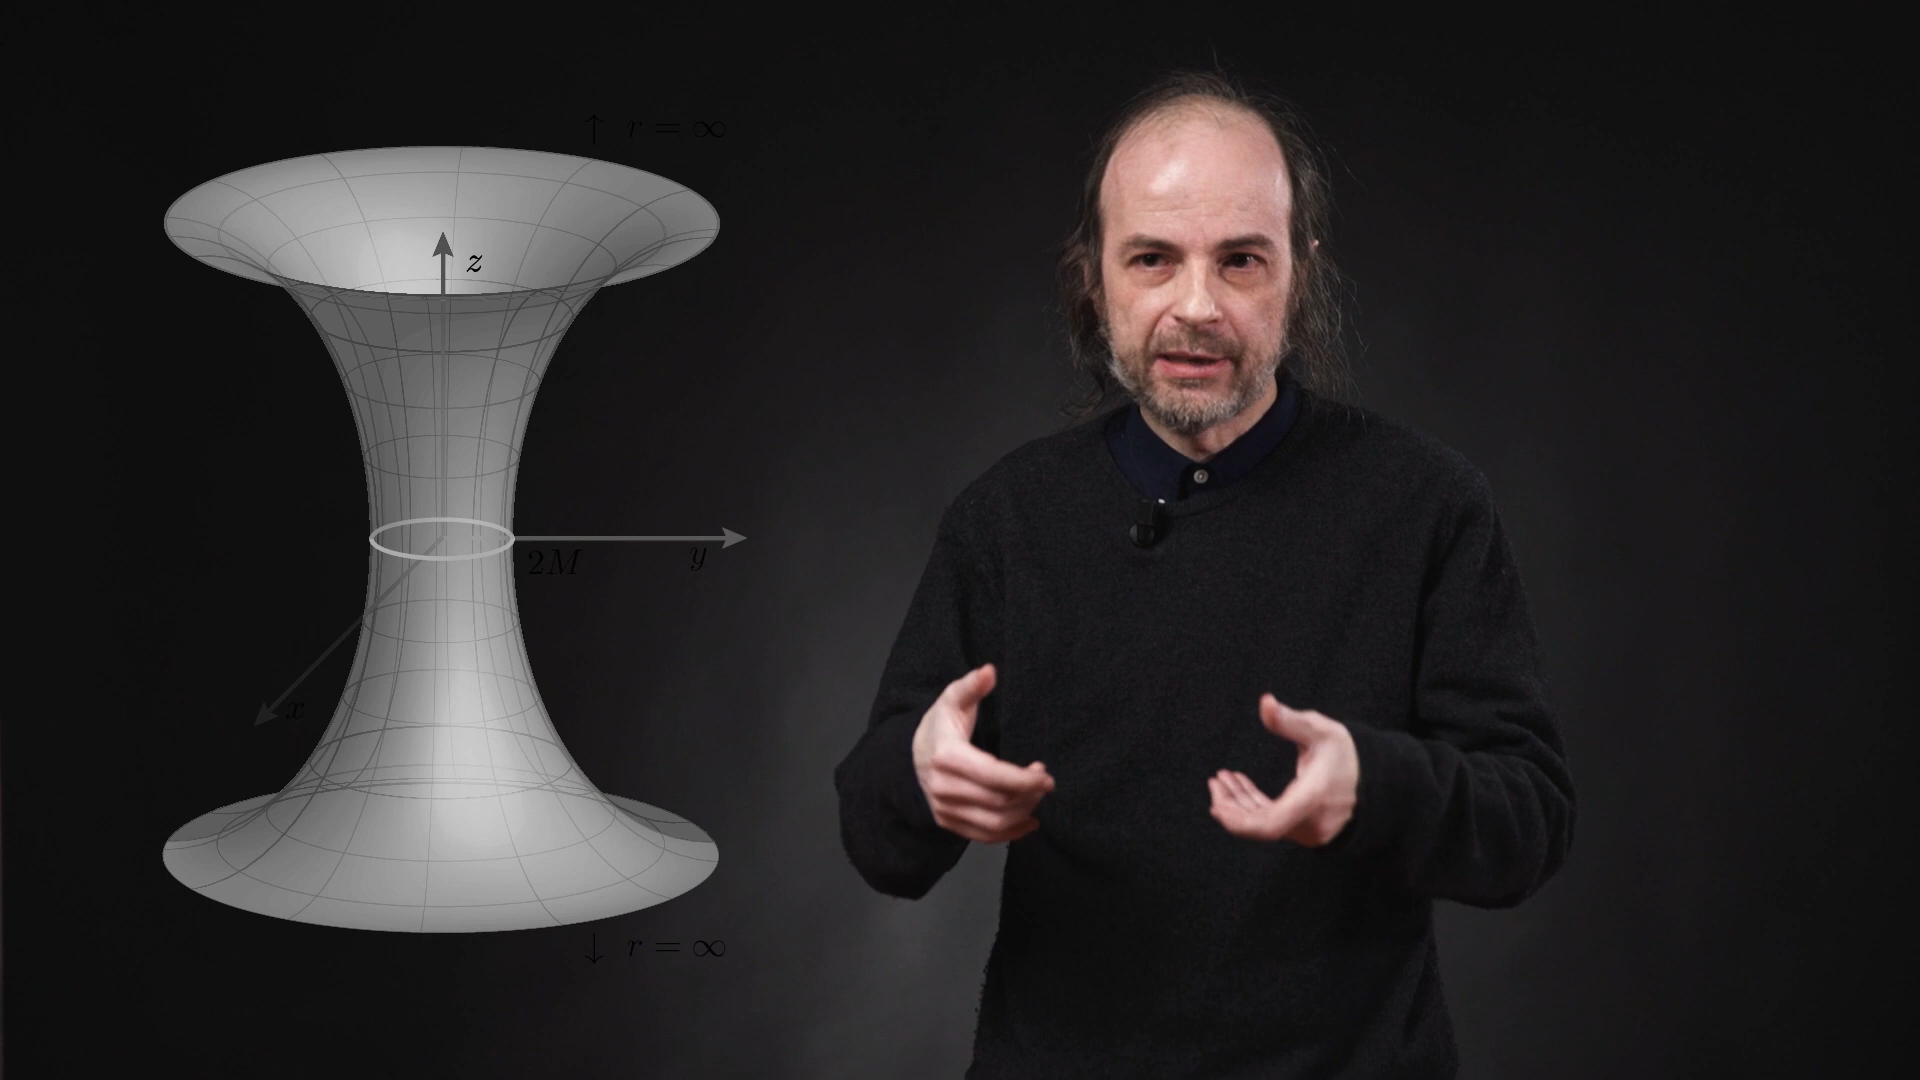 ↑ r = ∞
z
2M
y
x
↓ r = ∞